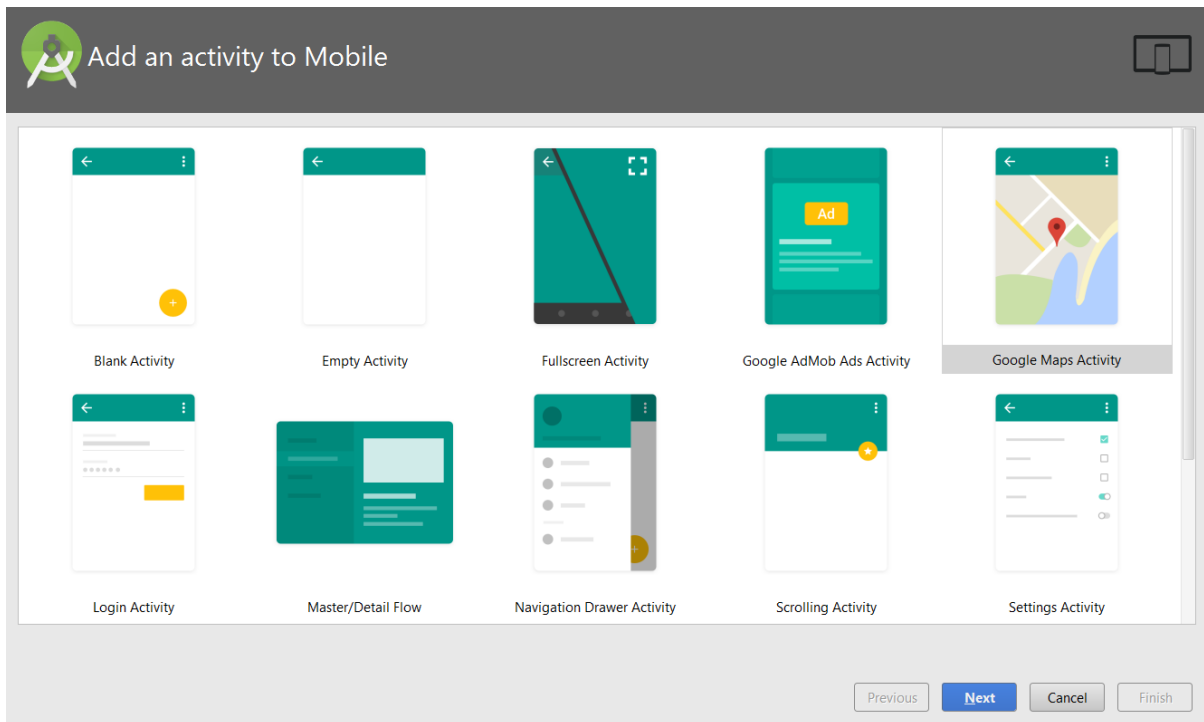 Add an activity to Mobile
Ad
Blank Activity
Empty Activity
Fullscreen Activity
Google AdMob Ads Activity
Google Maps Activity
Login Activity
Master/Detail Flow
Navigation Drawer Activity
Scrolling Activity
Settings Activity
Previous
Next
Cancel
Finish